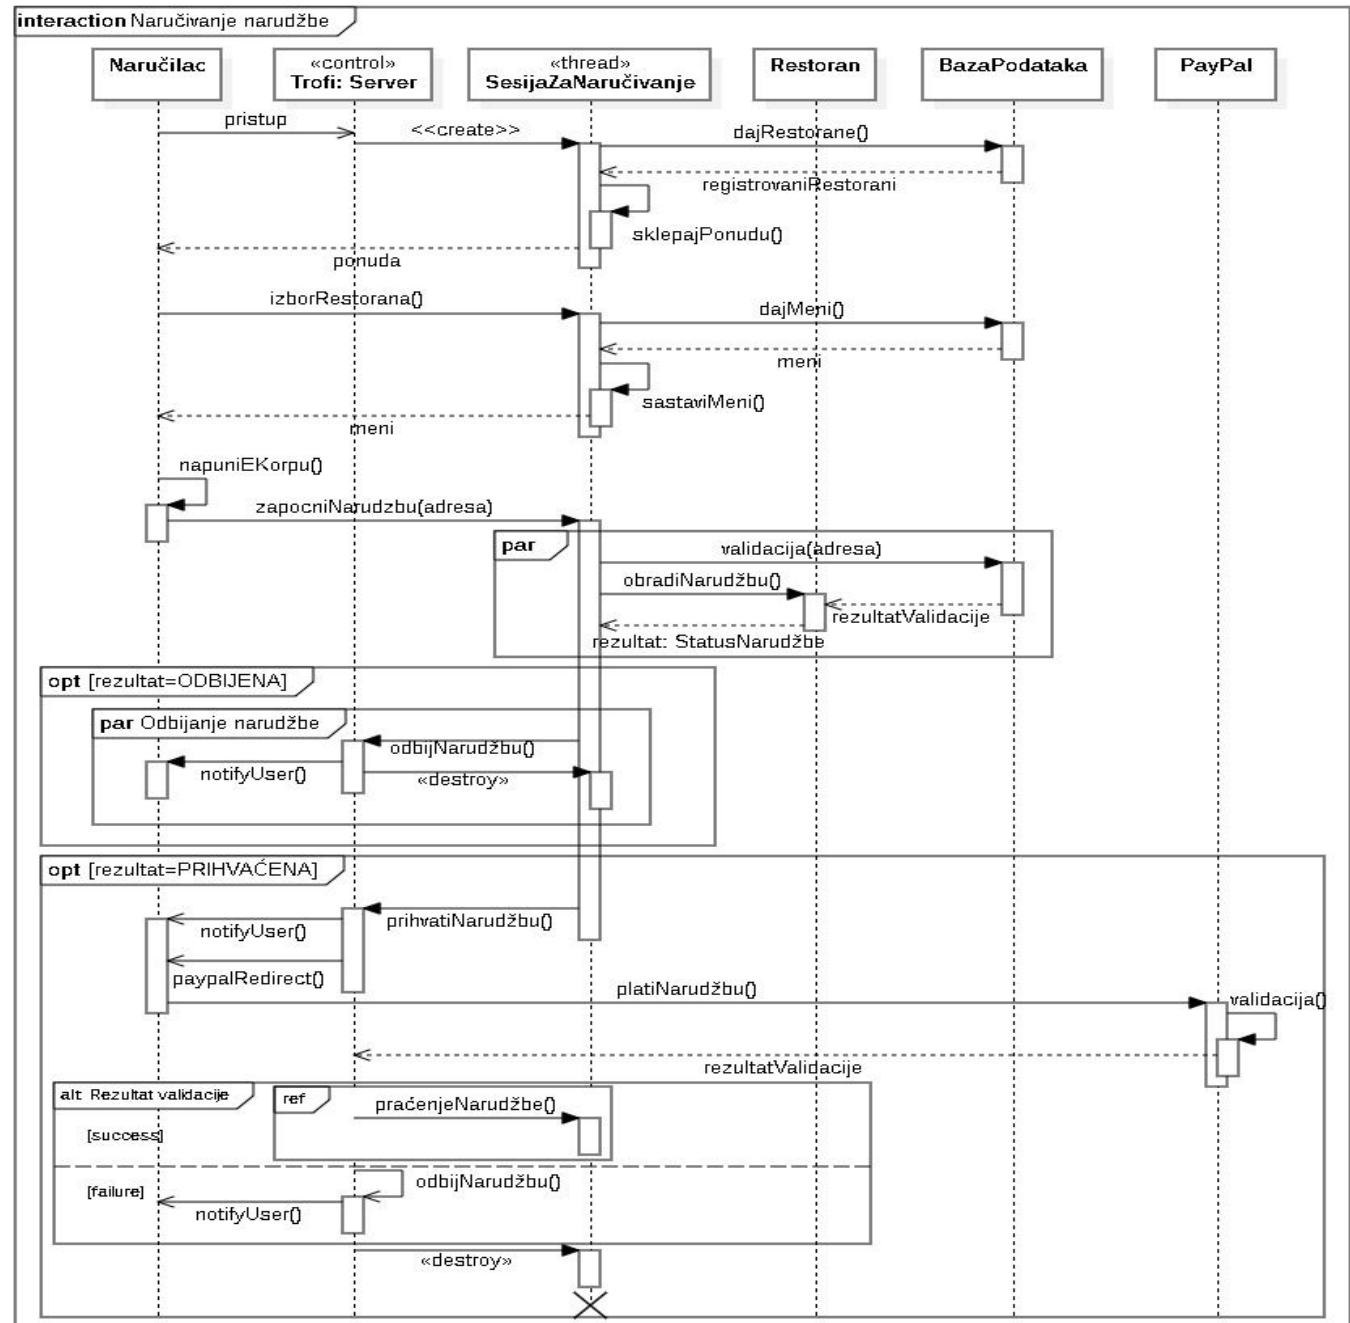 interaction Naručivanje narudžbe
Naručilac
«control»
Trofi: Server
«thread»
SesijaZaNaručivanje
Restoran
BazaPodataka
PayPal
pristup
<<create>>
dajRestorane()
registrovaniRestorani
sklepajPonudu()
ponuda
izborRestorana()
dajMeni()
meni
sastaviMeni()
meni
napuniEKorpu()
zapocniNarudzbu(adresa)
par
validacija(adresa)
obradiNarudžbu()
rezultatValidacije
rezultat: StatusNarudžbe
opt [rezultat=ODBIJENA]
par Odbijanje narudžbe
odbijNarudžbu()
notifyUser()
«destroy»
opt [rezultat=PRIHVAĆENA]
prihvatiNarudžbu()
notifyUser()
paypalRedirect()
platiNarudžbu()
validacija()
rezultatValidacije
alt Rezultat validacije
ref
praćenjeNarudžbe()
[success]
odbijNarudžbu()
[failure]
notifyUser()
«destroy»